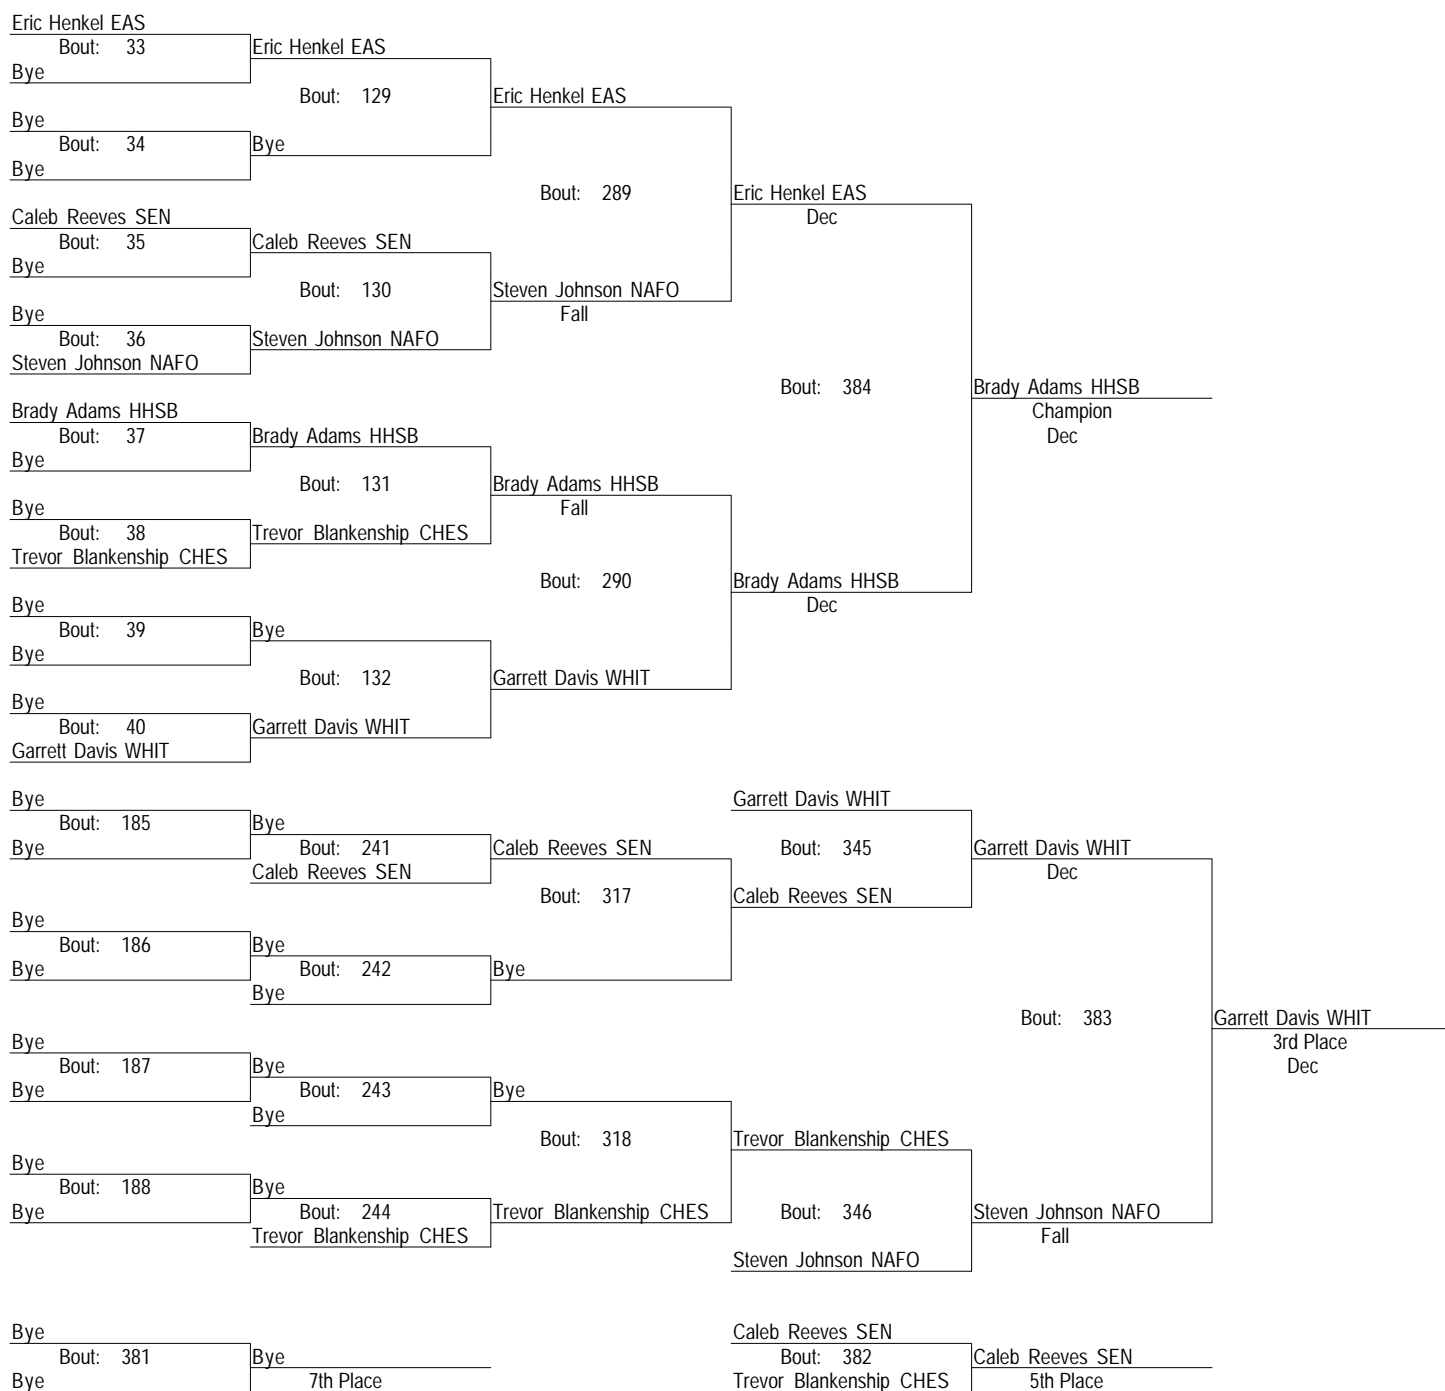 Eric Henkel EAS
Bout: 33
Eric Henkel EAS
Bye
Bout: 129
Eric Henkel EAS
Bye
Bout: 34
Bye
Bye
Bout: 289
Eric Henkel EAS
Dec
Caleb Reeves SEN
Bout: 35
Caleb Reeves SEN
Bye
Bout: 130
Steven Johnson NAFO
Fall
Bye
Bout: 36
Steven Johnson NAFO
Steven Johnson NAFO
Bout: 384
Brady Adams HHSB
Champion
Dec
Brady Adams HHSB
Bout: 37
Brady Adams HHSB
Bye
Bout: 131
Brady Adams HHSB
Fall
Bye
Bout: 38
Trevor Blankenship CHES
Trevor Blankenship CHES
Bout: 290
Brady Adams HHSB
Dec
Bye
Bout: 39
Bye
Bye
Bout: 132
Garrett Davis WHIT
Bye
Bout: 40
Garrett Davis WHIT
Garrett Davis WHIT
Bye
Garrett Davis WHIT
Bout: 185
Bye
Bye
Bout: 241
Caleb Reeves SEN
Bout: 345
Garrett Davis WHIT
Dec
Caleb Reeves SEN
Bout: 317
Caleb Reeves SEN
Bye
Bout: 186
Bye
Bye
Bout: 242
Bye
Bye
Bout: 383
Garrett Davis WHIT
3rd Place
Dec
Bye
Bout: 187
Bye
Bye
Bout: 243
Bye
Bye
Bout: 318
Trevor Blankenship CHES
Bye
Bout: 188
Bye
Bye
Bout: 244
Trevor Blankenship CHES
Bout: 346
Steven Johnson NAFO
Fall
Trevor Blankenship CHES
Steven Johnson NAFO
Bye
Caleb Reeves SEN
Bout: 381
Bye
Bout: 382
Caleb Reeves SEN
Bye
7th Place
Trevor Blankenship CHES
5th Place